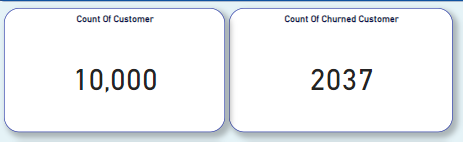 Count Of Customer
10,000
Count Of Churned Customer
2037